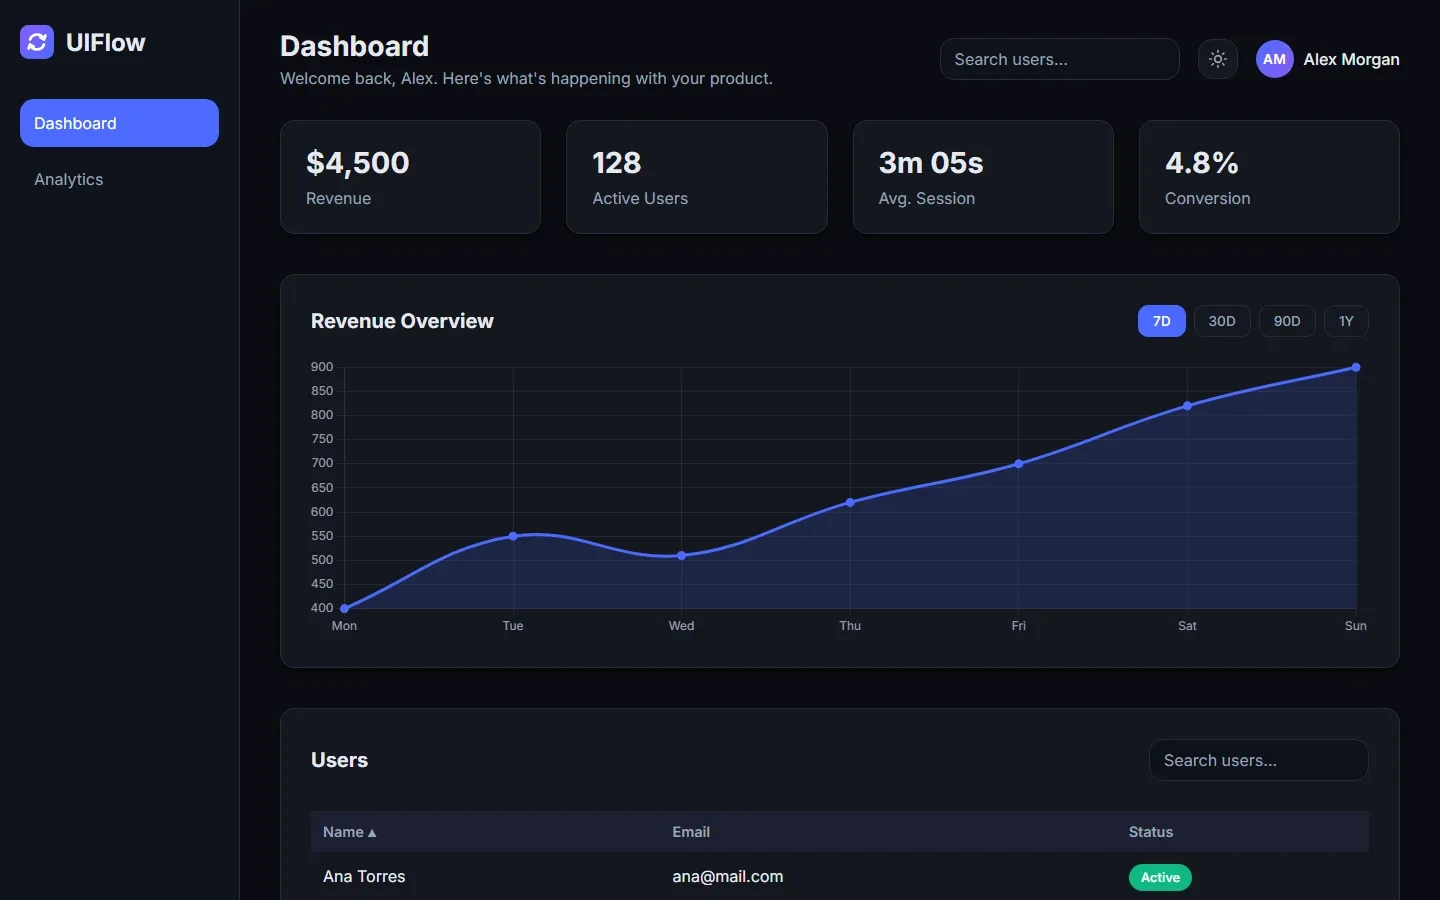 UIFlow
Dashboard
Analytics
Dashboard
Welcome back, Alex. Here's what's happening with your product.
Search users...
AM
Alex Morgan
$4,500
Revenue
128
Active Users
3m 05s
Avg. Session
4.8%
Conversion
Revenue Overview
7D
30D
90D
1Y
900
850
800
750
700
650
600
550
500
450
400
Mon
Tue
Wed
Thu
Fri
Sat
Sun
Users
Search users...
Name ▲
Email
Status
Ana Torres
ana@mail.com
Active